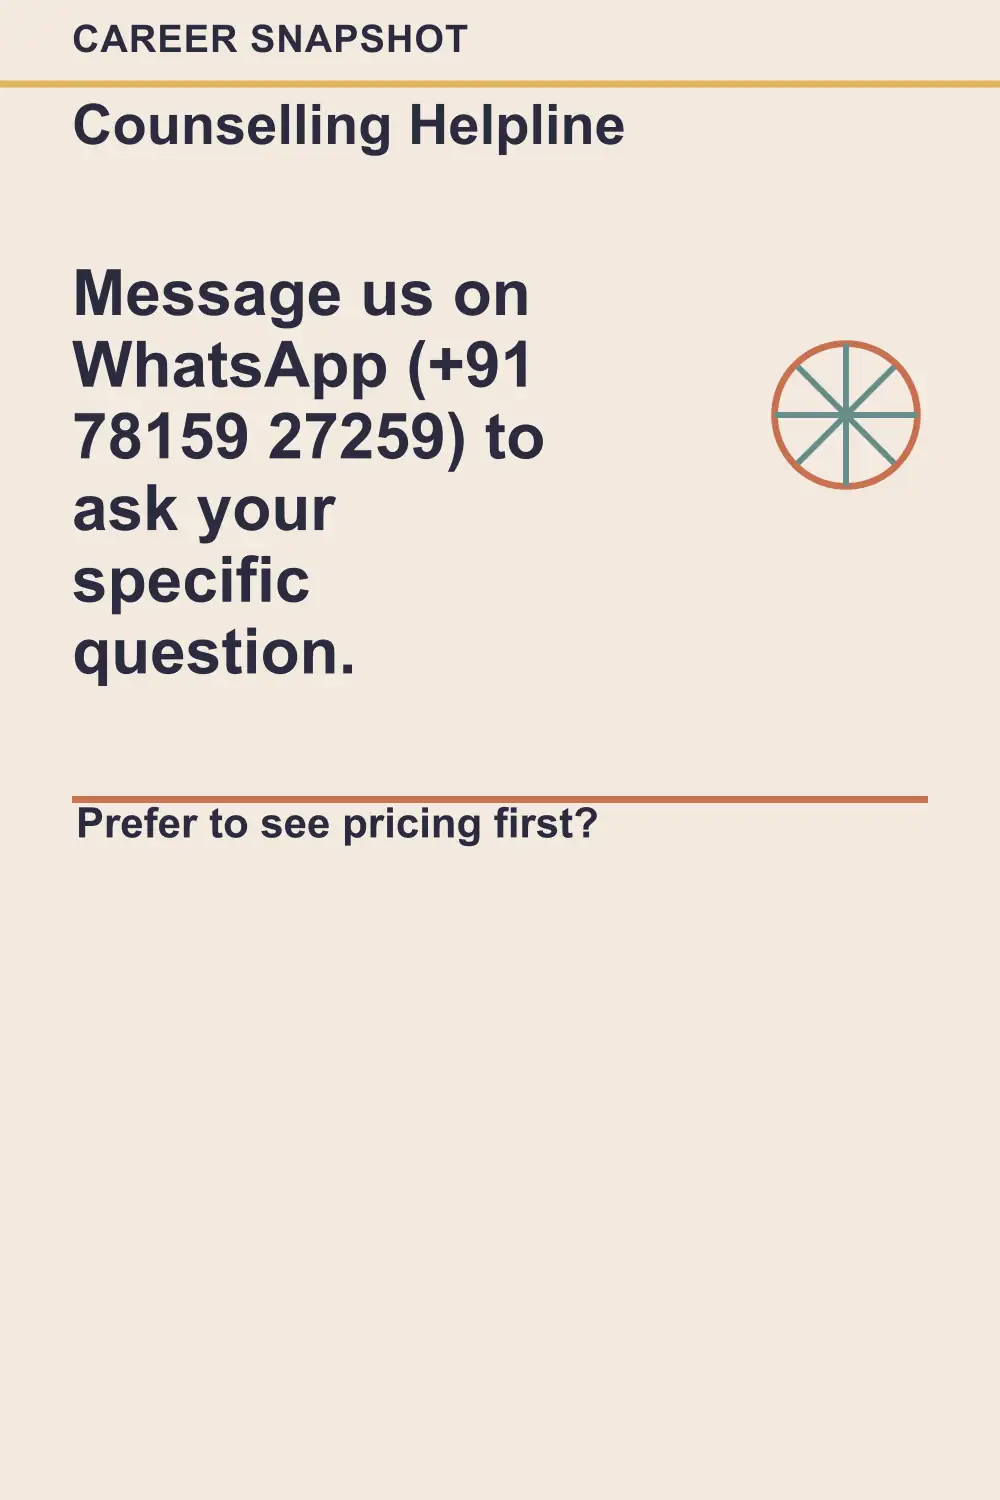 CAREER SNAPSHOT
Counselling Helpline
Message us on
WhatsApp (+91
78159 27259) to
ask your
specific
question.
Prefer to see pricing first?